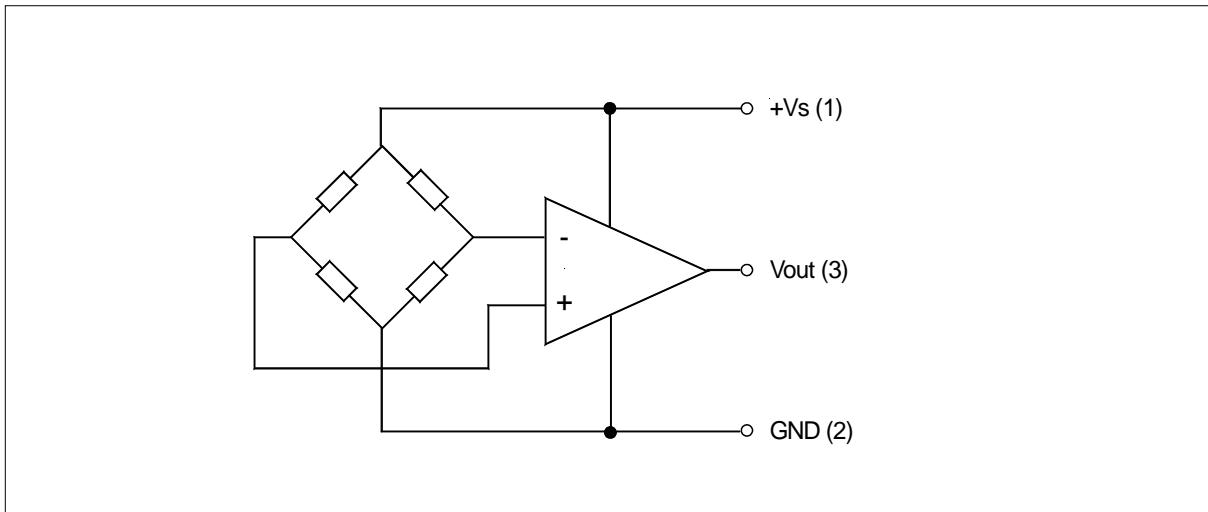 +Vs (1)
-
Vout (3)
+
GND (2)